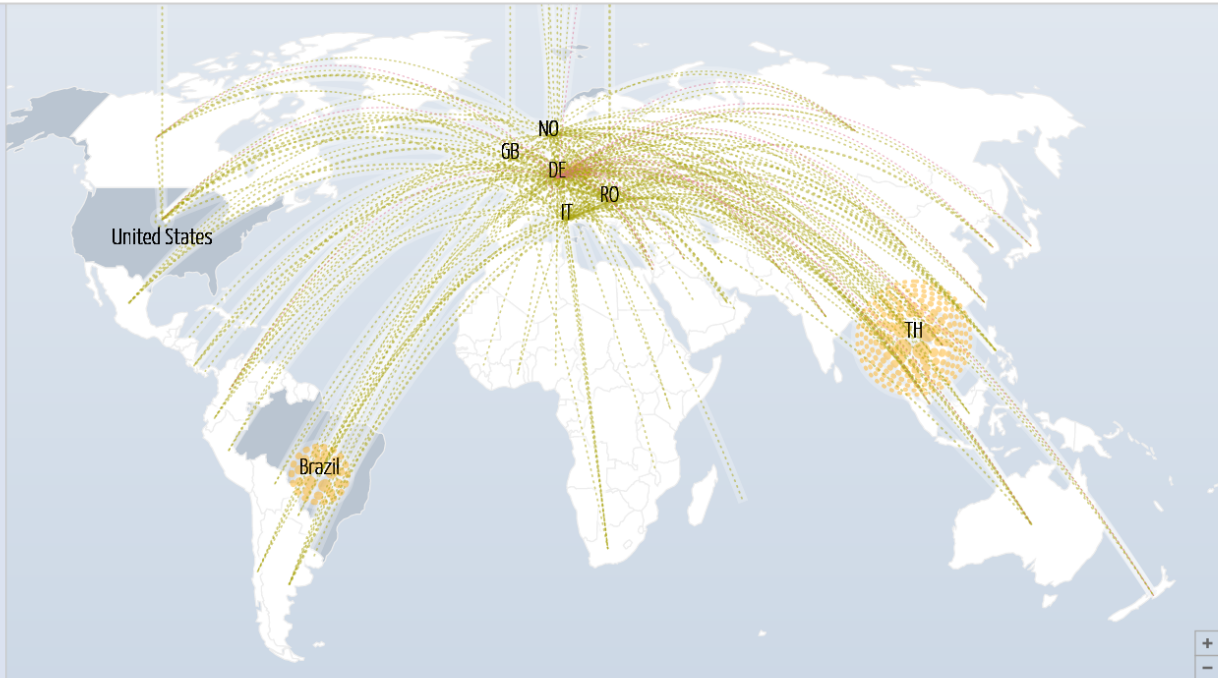 NO
GB
DE
RO
IT
United States
TH
Brazil
+
−